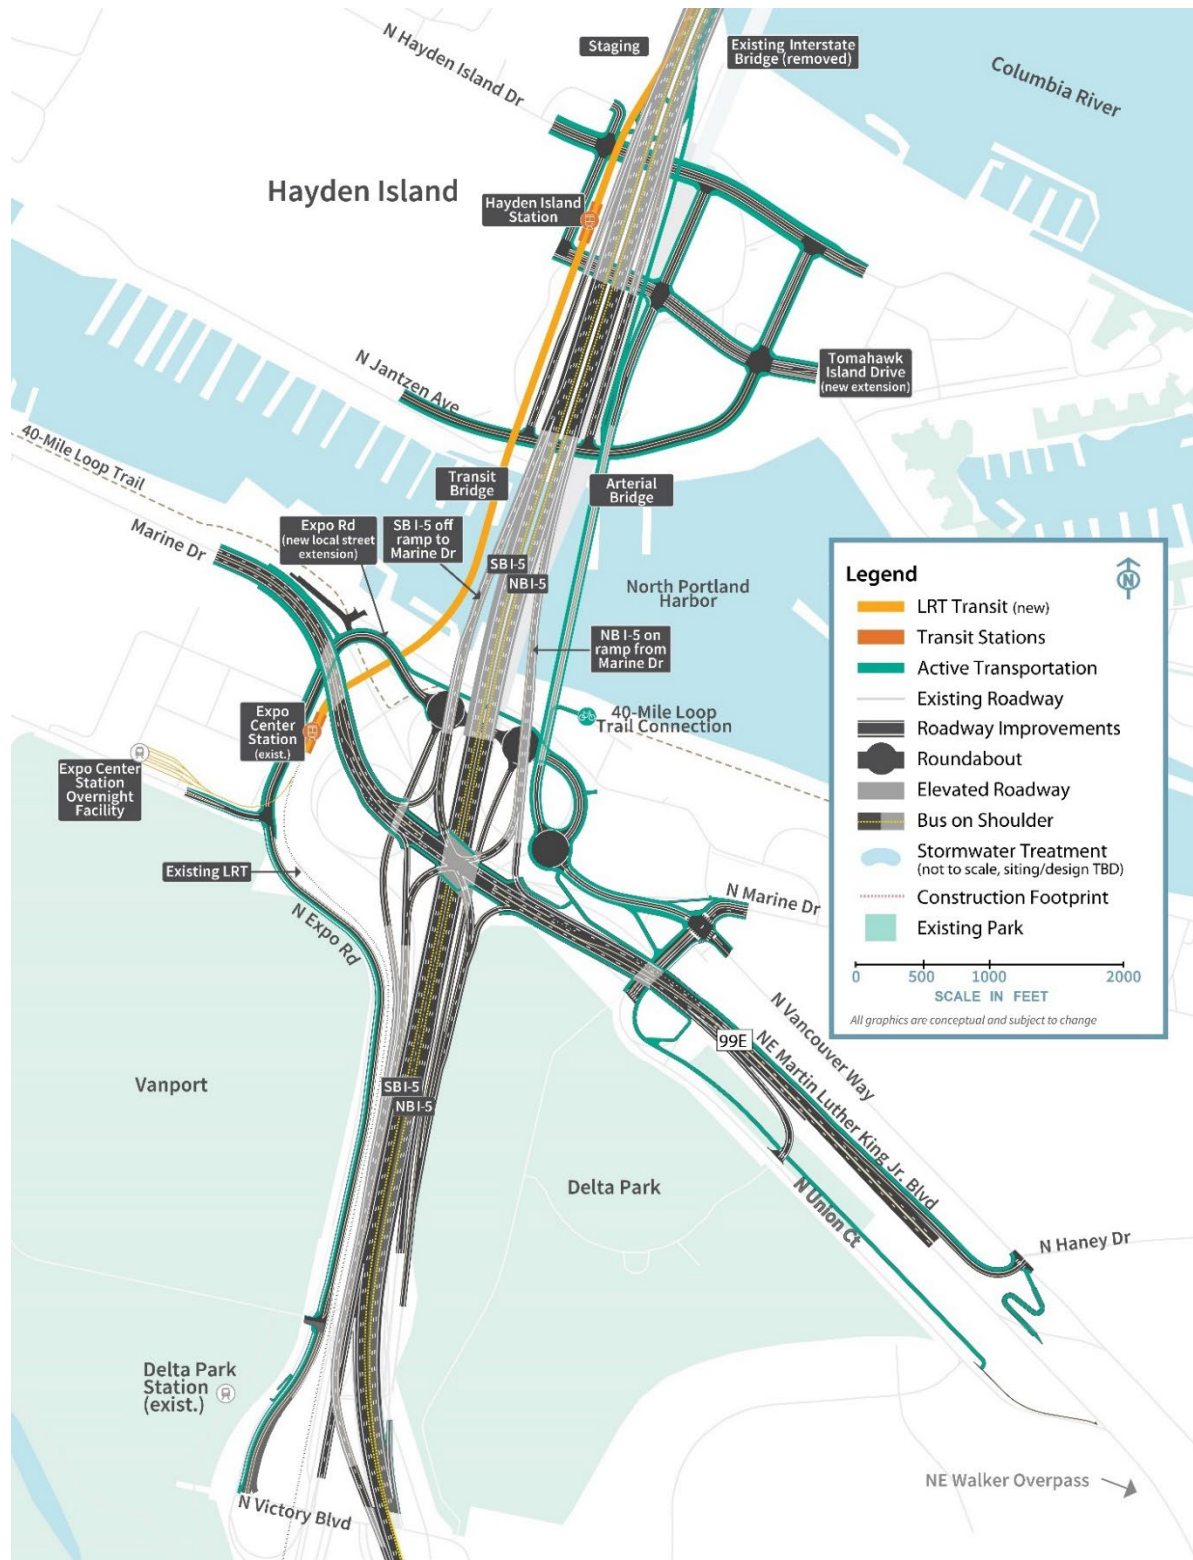 Staging
Existing Interstate
Bridge (removed)
N Hayden Island Dr
Columbia River
Hayden Island
Hayden Island
Station
Tomahawk
Island Drive
(new extension)
N Jantzen Ave
40-Mile Loop Trail
Transit
Bridge
Arterial
Bridge
Expo Rd
(new local street
extension)
SB I-5 off
ramp to
Marine Dr
Marine Dr
SB I-5
NB I-5
North Portland
Harbor
NB I-5 on
ramp from
Marine Dr
Expo
Center
Station
(exist.)
40-Mile Loop
Trail Connection
Expo Center
Station
Overnight
Facility
Existing LRT
N Marine Dr
N Expo Rd
N Vancouver Way
99E
NE Martin Luther King Jr. Blvd
Vanport
SB I-5
NB I-5
Delta Park
N Union Ct
N Haney Dr
Delta Park
Station
(exist.)
N Victory Blvd
NE Walker Overpass
Legend
N
LRT Transit (new)
Transit Stations
Active Transportation
Existing Roadway
Roadway Improvements
Roundabout
Elevated Roadway
Bus on Shoulder
Stormwater Treatment
(not to scale, siting/design TBD)
Construction Footprint
Existing Park
0 500 1000 2000
SCALE IN FEET
All graphics are conceptual and subject to change